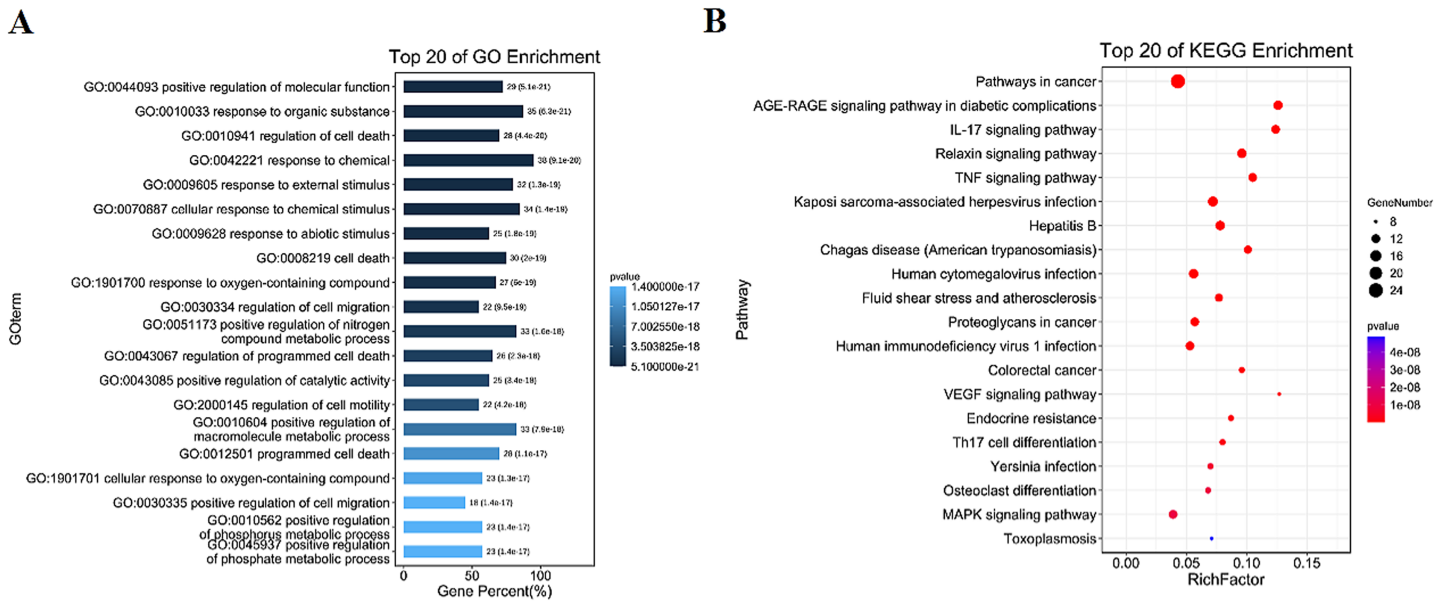 A
Top 20 of GO Enrichment
GOterm
GO:0044093 positive regulation of molecular function
29 (5.1e-21)
GO:0010033 response to organic substance
35 (6.3e-21)
GO:0010941 regulation of cell death
28 (4.4e-20)
GO:0042221 response to chemical
38 (9.1e-20)
GO:0009605 response to external stimulus
32 (1.3e-19)
GO:0070887 cellular response to chemical stimulus
34 (1.4e-19)
GO:0009628 response to abiotic stimulus
25 (1.8e-19)
GO:0008219 cell death
30 (2e-19)
GO:1901700 response to oxygen-containing compound
27 (6e-19)
GO:0030334 regulation of cell migration
22 (9.5e-19)
GO:0051173 positive regulation of nitrogen
compound metabolic process
33 (1.6e-18)
GO:0043067 regulation of programmed cell death
26 (2.3e-18)
GO:0043085 positive regulation of catalytic activity
25 (3.4e-18)
GO:2000145 regulation of cell motility
22 (4.2e-18)
GO:0010604 positive regulation of
macromolecule metabolic process
33 (7.9e-18)
GO:0012501 programmed cell death
28 (1.1e-17)
GO:1901701 cellular response to oxygen-containing compound
23 (1.3e-17)
GO:0030335 positive regulation of cell migration
18 (1.4e-17)
GO:0010562 positive regulation
of phosphorus metabolic process
23 (1.4e-17)
GO:0045937 positive regulation
of phosphate metabolic process
23 (1.4e-17)
0 50 100
Gene Percent(%)
pvalue
1.400000e-17
1.050127e-17
7.002550e-18
3.503825e-18
5.100000e-21
B
Top 20 of KEGG Enrichment
Pathway
Pathways in cancer
AGE-RAGE signaling pathway in diabetic complications
IL-17 signaling pathway
Relaxin signaling pathway
TNF signaling pathway
Kaposi sarcoma-associated herpesvirus infection
Hepatitis B
Chagas disease (American trypanosomiasis)
Human cytomegalovirus infection
Fluid shear stress and atherosclerosis
Proteoglycans in cancer
Human immunodeficiency virus 1 infection
Colorectal cancer
VEGF signaling pathway
Endocrine resistance
Th17 cell differentiation
Yersinia infection
Osteoclast differentiation
MAPK signaling pathway
Toxoplasmosis
0.00 0.05 0.10 0.15
RichFactor
GeneNumber
8
12
16
20
24
pvalue
4e-08
3e-08
2e-08
1e-08